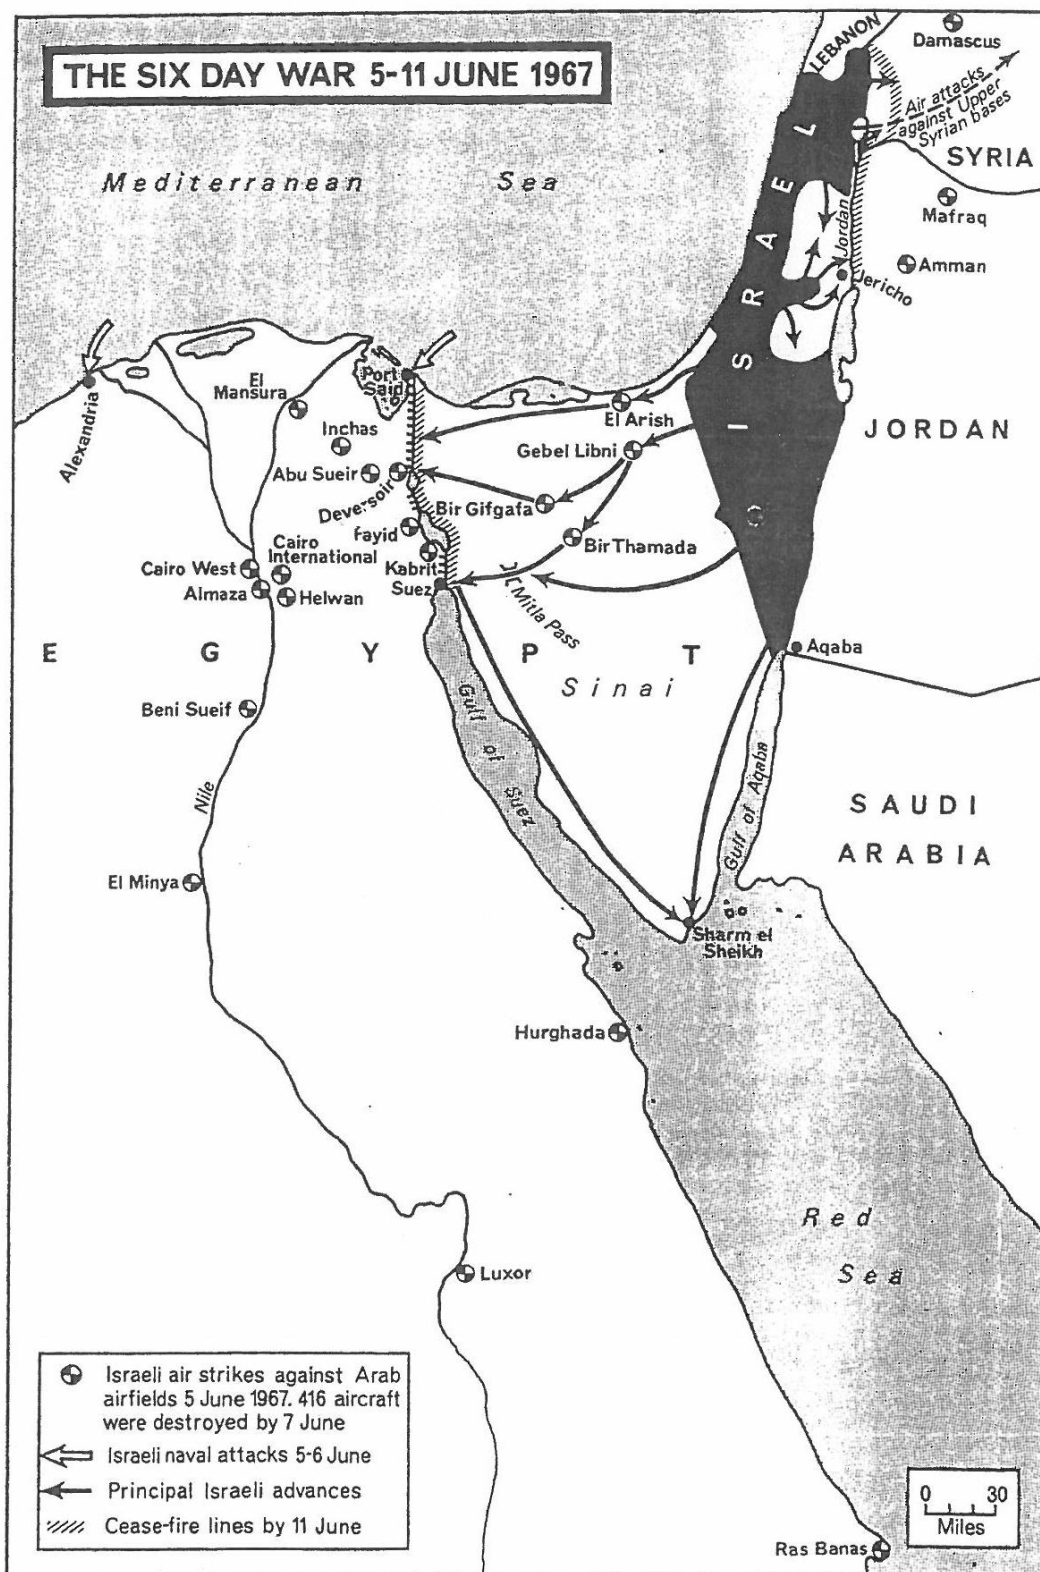 THE SIX DAY WAR 5-11 JUNE 1967
LEBANON
Damascus
Air attacks
against Upper
Syrian bases
SYRIA
Mediterranean Sea
Mafraq
Jordan
Amman
Jericho
ISRAEL
JORDAN
Alexandria
El
Mansura
Port
Said
Inchas
Abu Sueir
Deversoir
El Arish
Gebel Libni
Bir Gifgafa
Fayid
Bir Thamada
Cairo
International
Cairo West
Almaza
Helwan
Kabrit
Suez
Mitla Pass
EGYPT
Sinai
Aqaba
Beni Sueif
Gulf of Suez
Gulf of Aqaba
Nile
SAUDI
ARABIA
El Minya
Sharm el
Sheikh
Hurghada
Red
Sea
Luxor
Israeli air strikes against Arab
airfields 5 June 1967. 416 aircraft
were destroyed by 7 June
Israeli naval attacks 5-6 June
Principal Israeli advances
Cease-fire lines by 11 June
0 30
Miles
Ras Banas